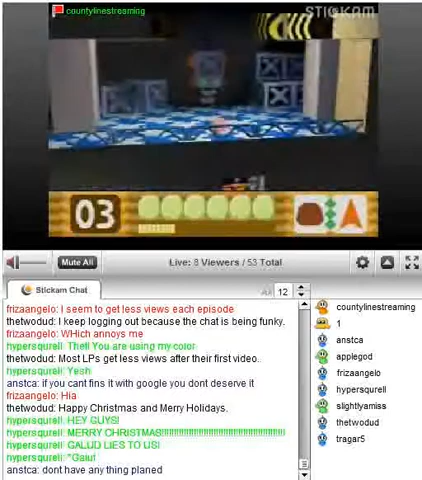 countylinestreaming
STICKAM
03
Mute All
Live: 8 Viewers / 53 Total
Stickam Chat
AA 12
frizaangelo: I seem to get less views each episode
thetwodud: I keep logging out because the chat is being funky.
frizaangelo: WHich annoys me
hypersqurell: Thell You are using my color
thetwodud: Most LPs get less views after their first video.
hypersqurell: Yesh
anstca: if you cant fins it with google you dont deserve it
frizaangelo: Hia
thetwodud: Happy Christmas and Merry Holidays.
hypersqurell: HEY GUYS!
hypersqurell: MERRY CHRISTMAS!!!!!!!!!!!!!!!!!!!!!!!!!!!!!!!!!!!!!!!!!!
hypersqurell: GALUD LIES TO US!
hypersqurell: *Galuf
anstca: dont have any thing planed
countylinestreaming
1
anstca
applegod
frizaangelo
hypersqurell
slightlyamiss
thetwodud
tragar5